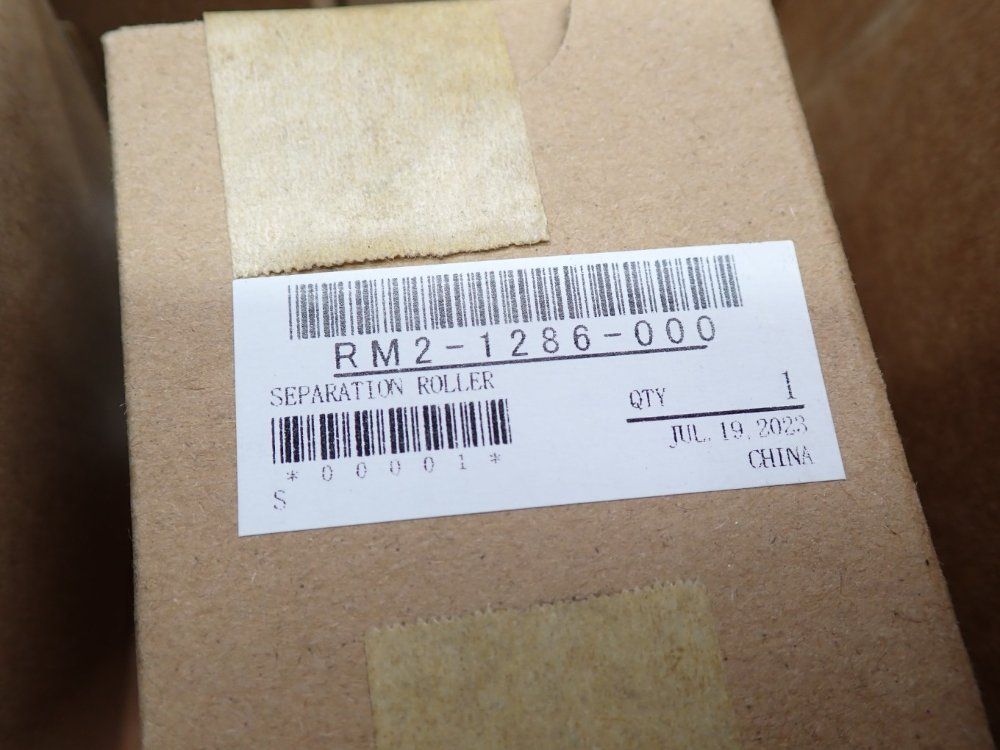 RM2-1286-000
SEPARATION ROLLER
QTY 1
*00001*
JUL. 19. 2023
S
CHINA